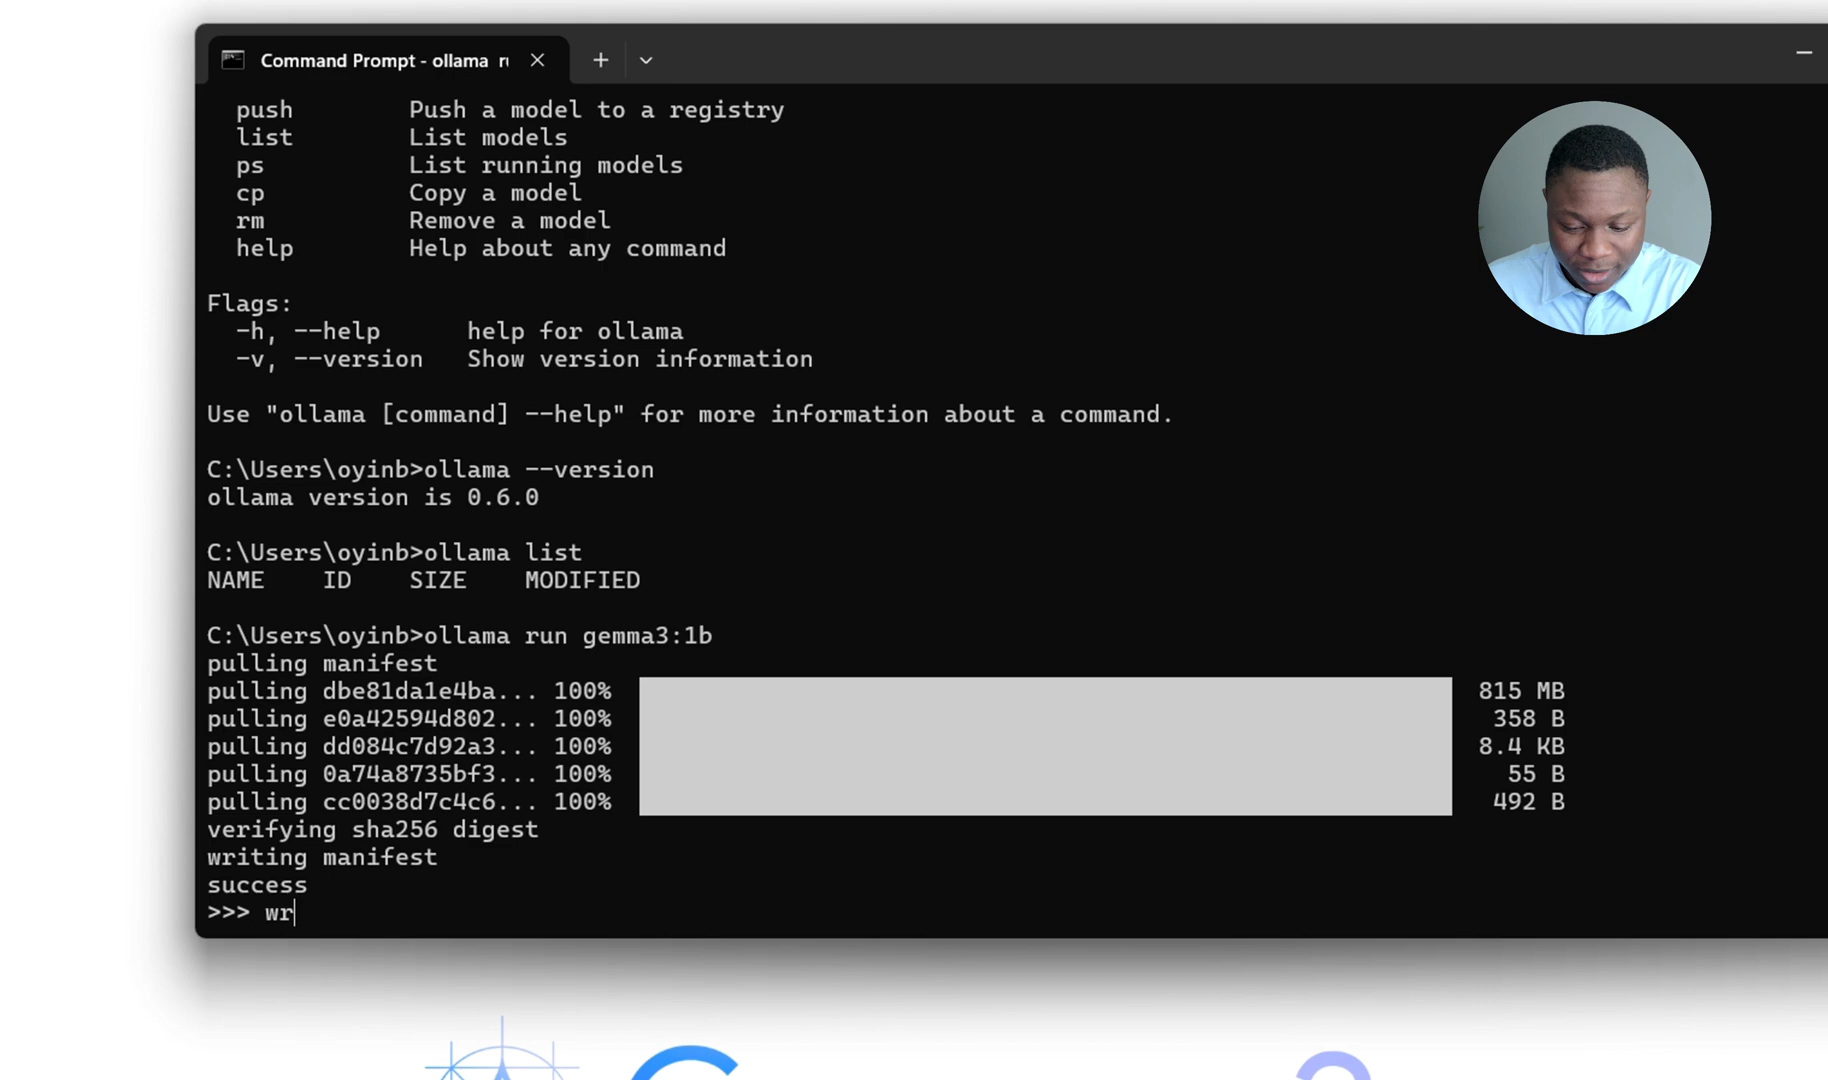 Command Prompt - ollama
push Push a model to a registry
list List models
ps List running models
cp Copy a model
rm Remove a model
help Help about any command
Flags:
-h, --help help for ollama
-v, --version Show version information
Use "ollama [command] --help" for more information about a command.
C:\Users\oyinb>ollama --version
ollama version is 0.6.0
C:\Users\oyinb>ollama list
NAME ID SIZE MODIFIED
C:\Users\oyinb>ollama run gemma3:1b
pulling manifest
pulling dbe81da1e4ba... 100% 815 MB
pulling e0a42594d802... 100% 358 B
pulling dd084c7d92a3... 100% 8.4 KB
pulling 0a74a8735bf3... 100% 55 B
pulling cc0038d7c4c6... 100% 492 B
verifying sha256 digest
writing manifest
success
>>> wr